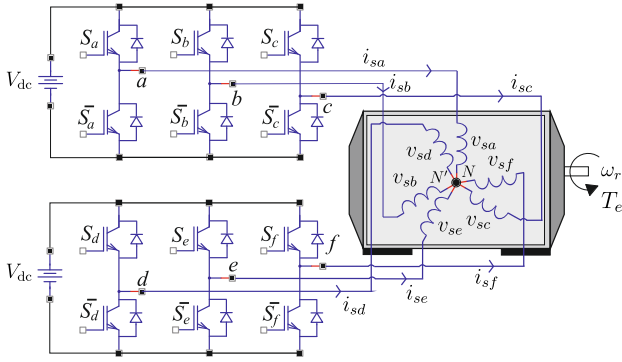 S_a S_b S_c
i_sa
V_dc
a
i_sb i_sc
b
c
S̄_a S̄_b S̄_c
v_sd v_sa
v_sf
v_sb N' N
ω_r
v_sc
v_se
T_e
S_d S_e S_f f
V_dc
d e
i_sf
S̄_d S̄_e S̄_f
i_sd i_se